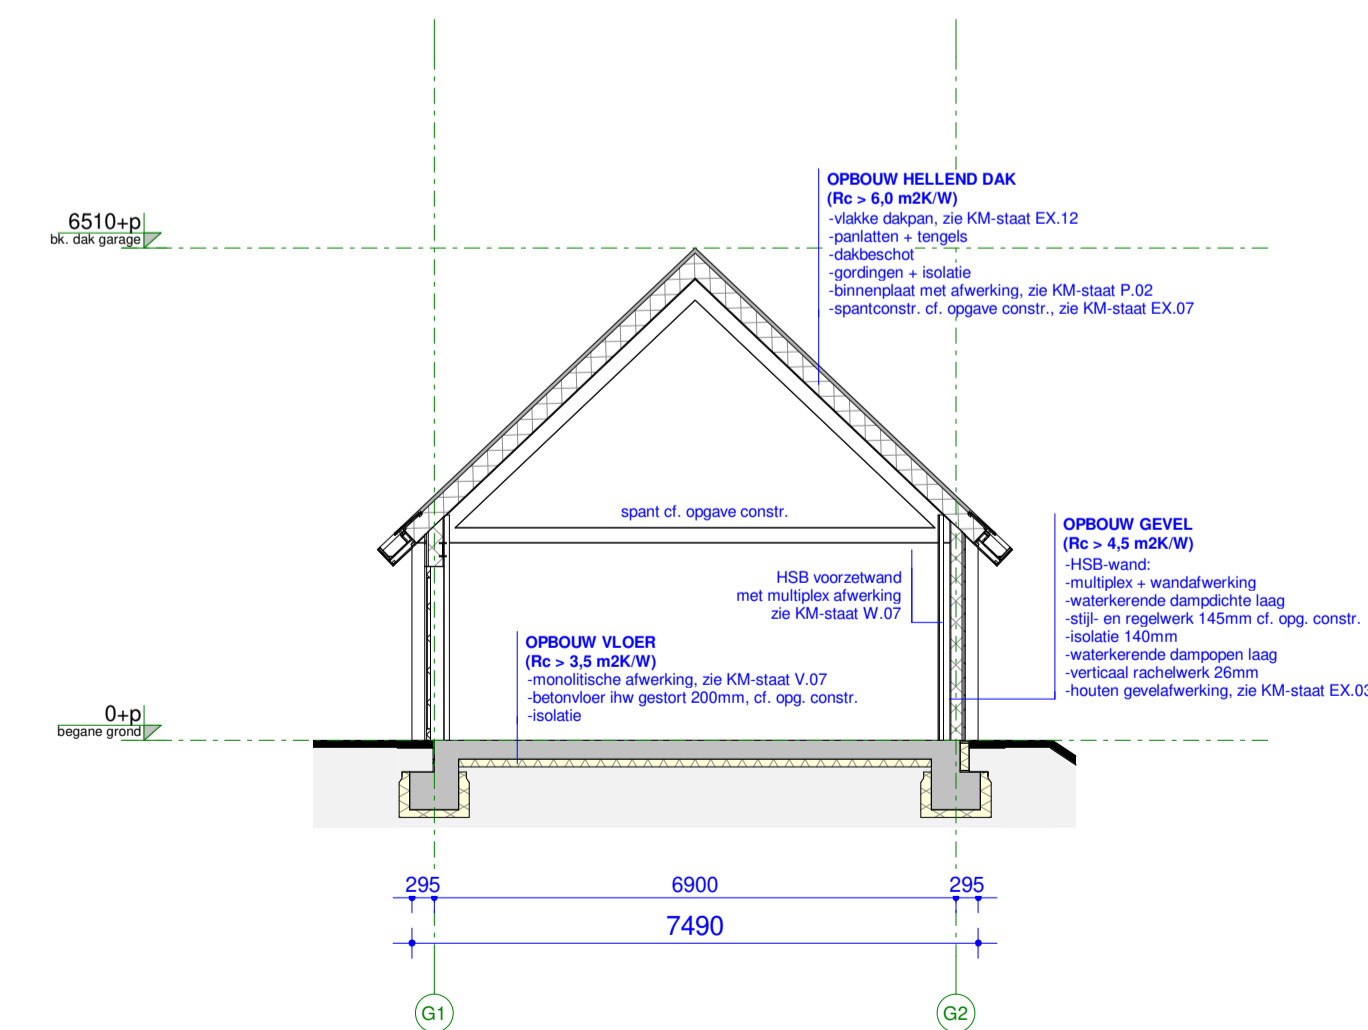 OPBOUW HELLEND DAK
(Rc > 6,0 m2K/W)
-vlakke dakpan, zie KM-staat EX.12
-panlatten + tengels
-dakbeschot
-gordingen + isolatie
-binnenplaat met afwerking, zie KM-staat P.02
-spantconstr. cf. opgave constr., zie KM-staat EX.07
6510+p
bk. dak garage
spant cf. opgave constr.
OPBOUW GEVEL
(Rc > 4,5 m2K/W)
-HSB-wand:
-multiplex + wandafwerking
-waterkerende dampdichte laag
-stijl- en regelwerk 145mm cf. opg. constr.
-isolatie 140mm
-waterkerende dampopen laag
-verticaal rachelwerk 26mm
-houten gevelafwerking, zie KM-staat EX.03
HSB voorzetwand
met multiplex afwerking
zie KM-staat W.07
OPBOUW VLOER
(Rc > 3,5 m2K/W)
-monolitische afwerking, zie KM-staat V.07
-betonvloer ihw gestort 200mm, cf. opg. constr.
-isolatie
0+p
begane grond
295 6900 295
7490
G1 G2